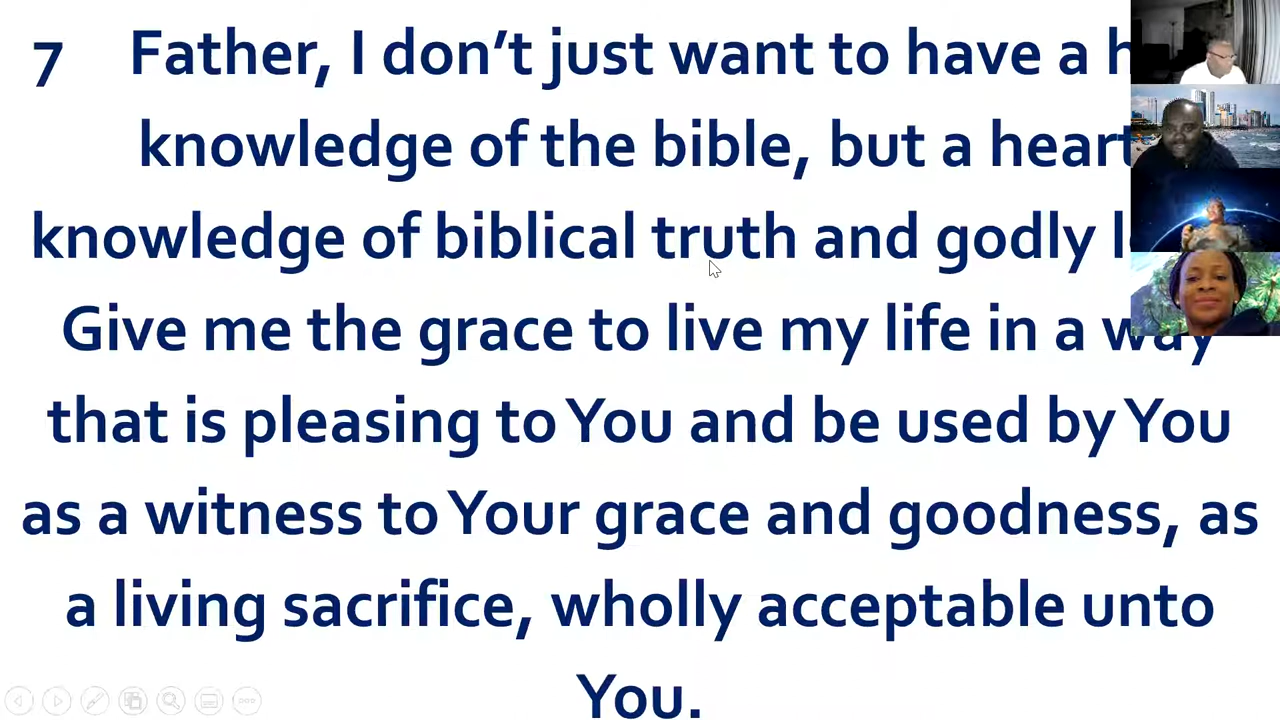 7 Father, I don't just want to have a
knowledge of the bible, but a heart
knowledge of biblical truth and godly
Give me the grace to live my life in a way
that is pleasing to You and be used by You
as a witness to Your grace and goodness, as
a living sacrifice, wholly acceptable unto
You.